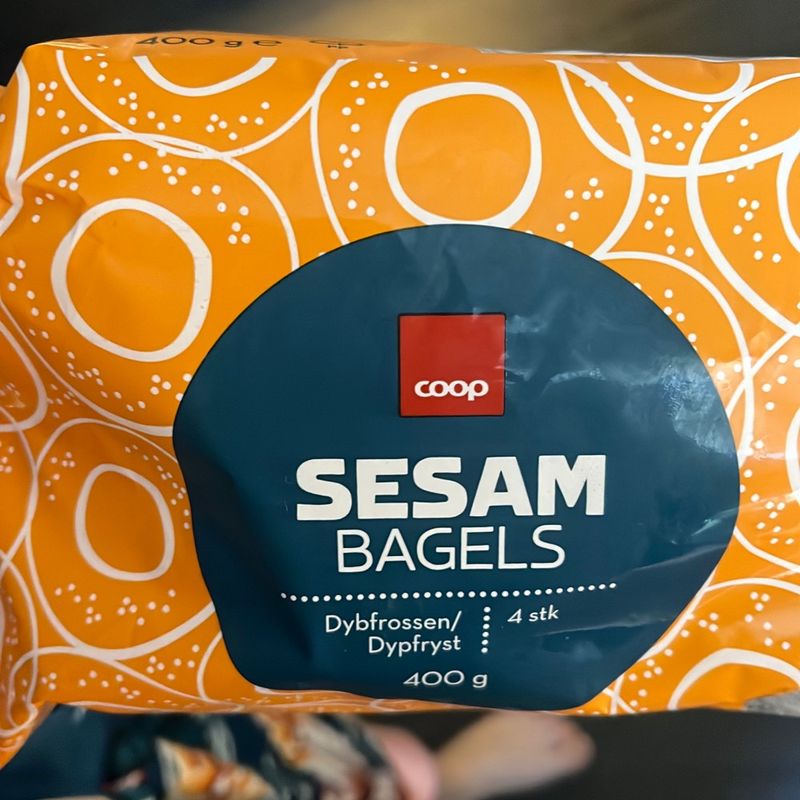 400 g e
coop
SESAM
BAGELS
Dybfrossen/
Dypfryst
4 stk
400 g